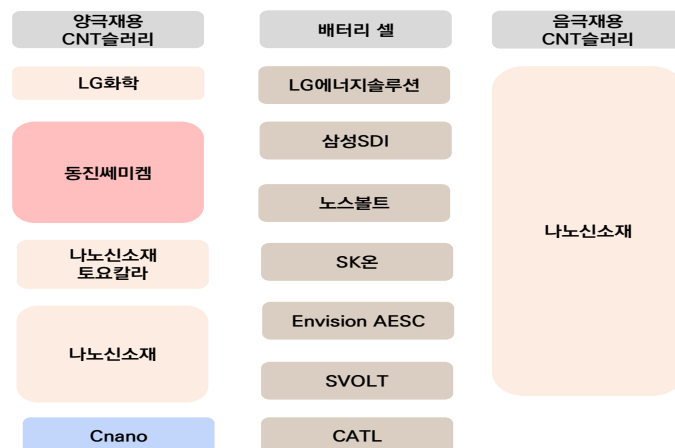 양극재용
CNT슬러리
배터리 셀
음극재용
CNT슬러리
LG화학
LG에너지솔루션
동진쎄미켐
삼성SDI
노스볼트
나노신소재
나노신소재
토요칼라
SK온
나노신소재
Envision AESC
SVOLT
Cnano
CATL